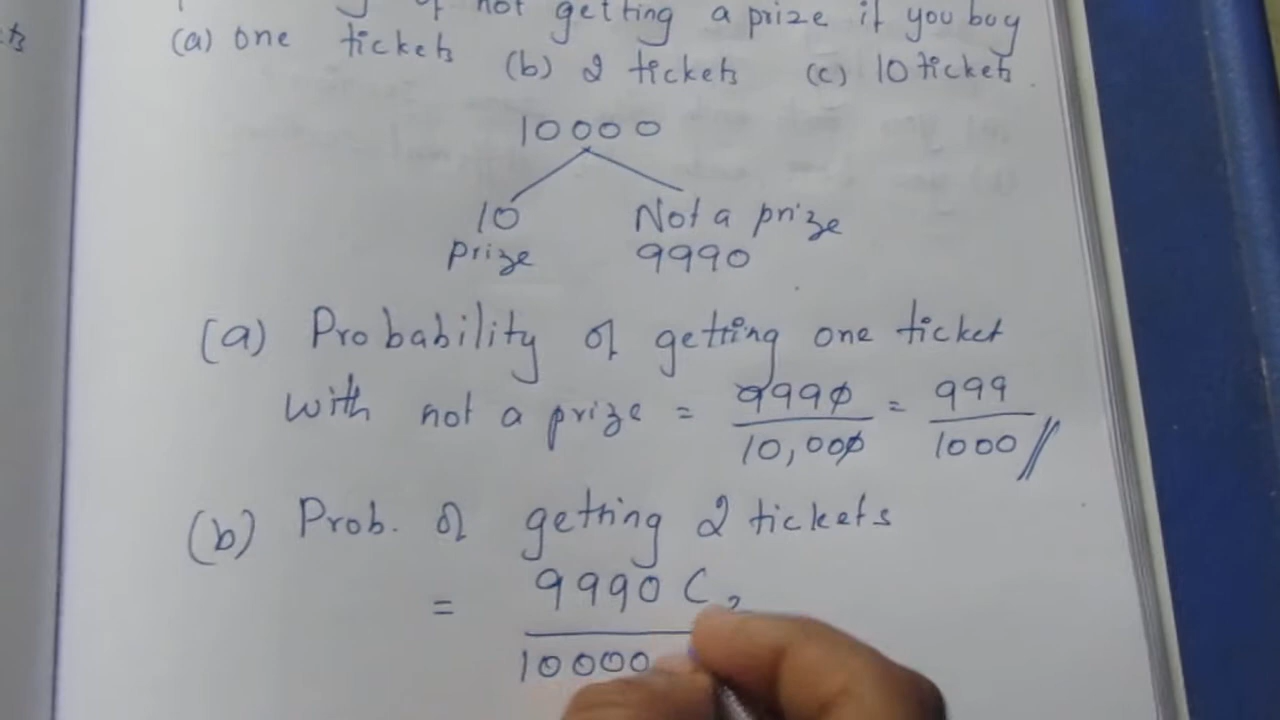 not getting a prize if you buy
(a) one tickets (b) 2 tickets (c) 10 tickets.
10000
10 Not a prize
prize 9990
(a) Probability of getting one ticket
with not a prize = 9990/10,000 = 999/1000 //
(b) Prob. of getting 2 tickets
= 9990 C 2
10000